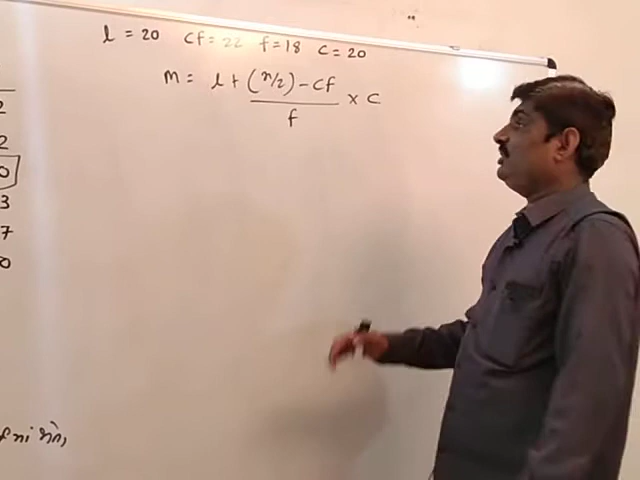 l = 20 cf = 22 f = 18 c = 20
M = l + (n/2) - cf
× c
f
2
2
0
3
7
0